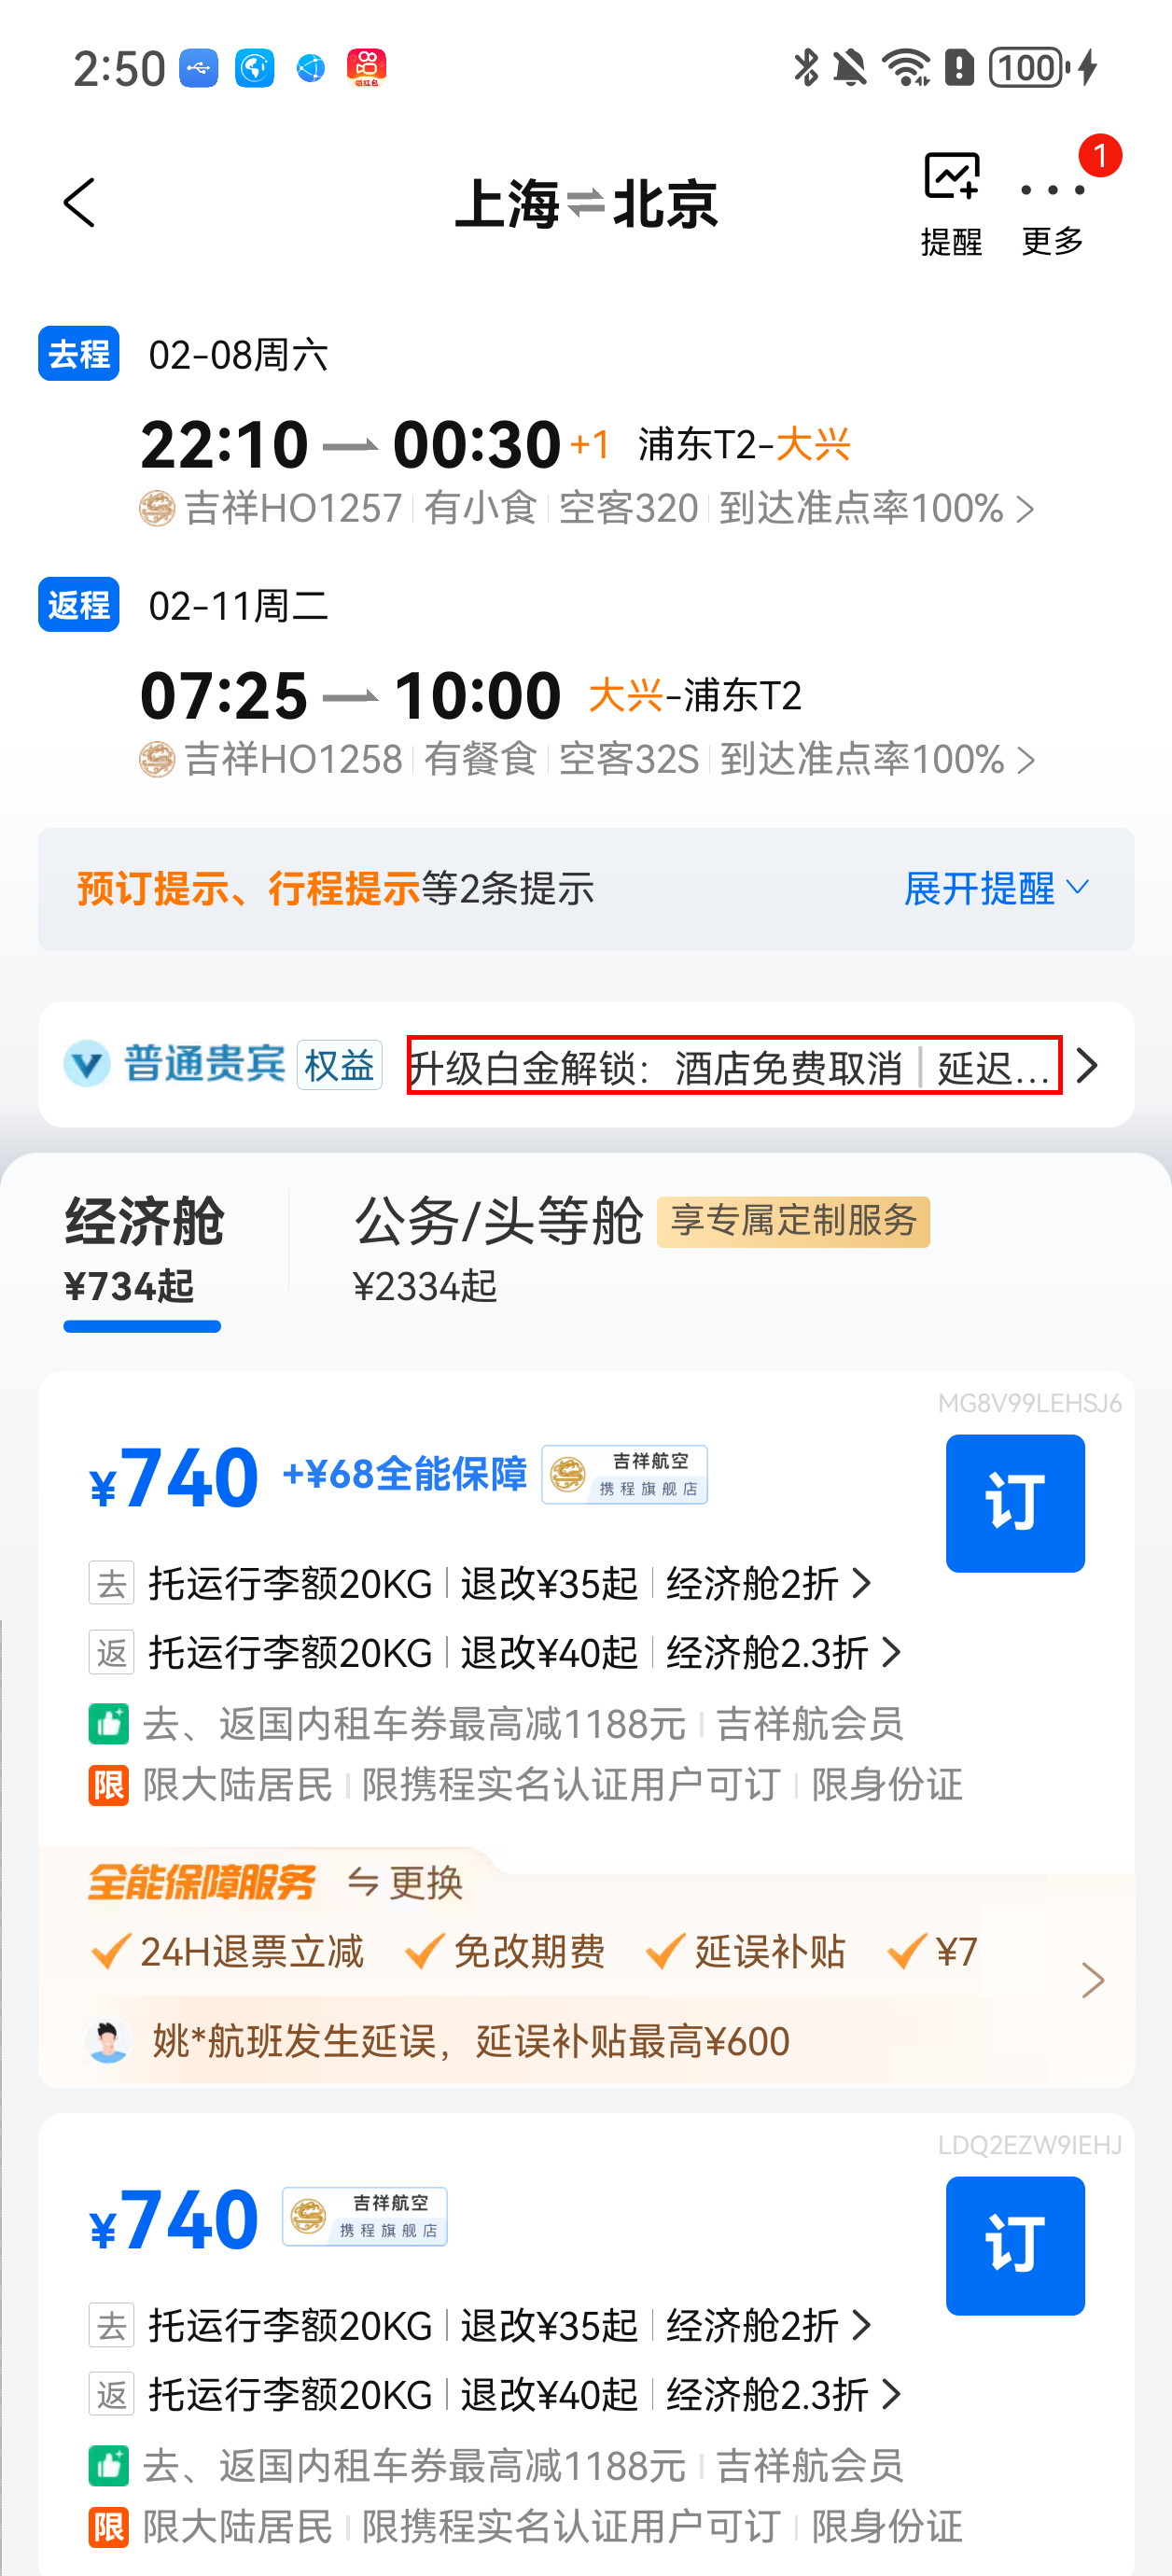 2:50
领红包
100
上海⇌北京
提醒
更多
1
去程 02-08周六
22:10 00:30 +1 浦东T2-大兴
吉祥HO1257 | 有小食 | 空客320 | 到达准点率100% >
返程 02-11周二
07:25 10:00 大兴-浦东T2
吉祥HO1258 | 有餐食 | 空客32S | 到达准点率100% >
预订提示、行程提示等2条提示 展开提醒
普通贵宾 权益 升级白金解锁：酒店免费取消 | 延迟... >
经济舱 公务/头等舱 享专属定制服务
¥734起 ¥2334起
MG8V99LEHSJ6
¥740 +¥68全能保障 吉祥航空 携程旗舰店 订
去 托运行李额20KG | 退改¥35起 | 经济舱2折 >
返 托运行李额20KG | 退改¥40起 | 经济舱2.3折 >
去、返国内租车券最高减1188元 | 吉祥航会员
限 限大陆居民 | 限携程实名认证用户可订 | 限身份证
全能保障服务 ⇋ 更换
24H退票立减 免改期费 延误补贴 ¥7
姚*航班发生延误，延误补贴最高¥600
LDQ2EZW9IEHJ
¥740 吉祥航空 携程旗舰店 订
去 托运行李额20KG | 退改¥35起 | 经济舱2折 >
返 托运行李额20KG | 退改¥40起 | 经济舱2.3折 >
去、返国内租车券最高减1188元 | 吉祥航会员
限 限大陆居民 | 限携程实名认证用户可订 | 限身份证